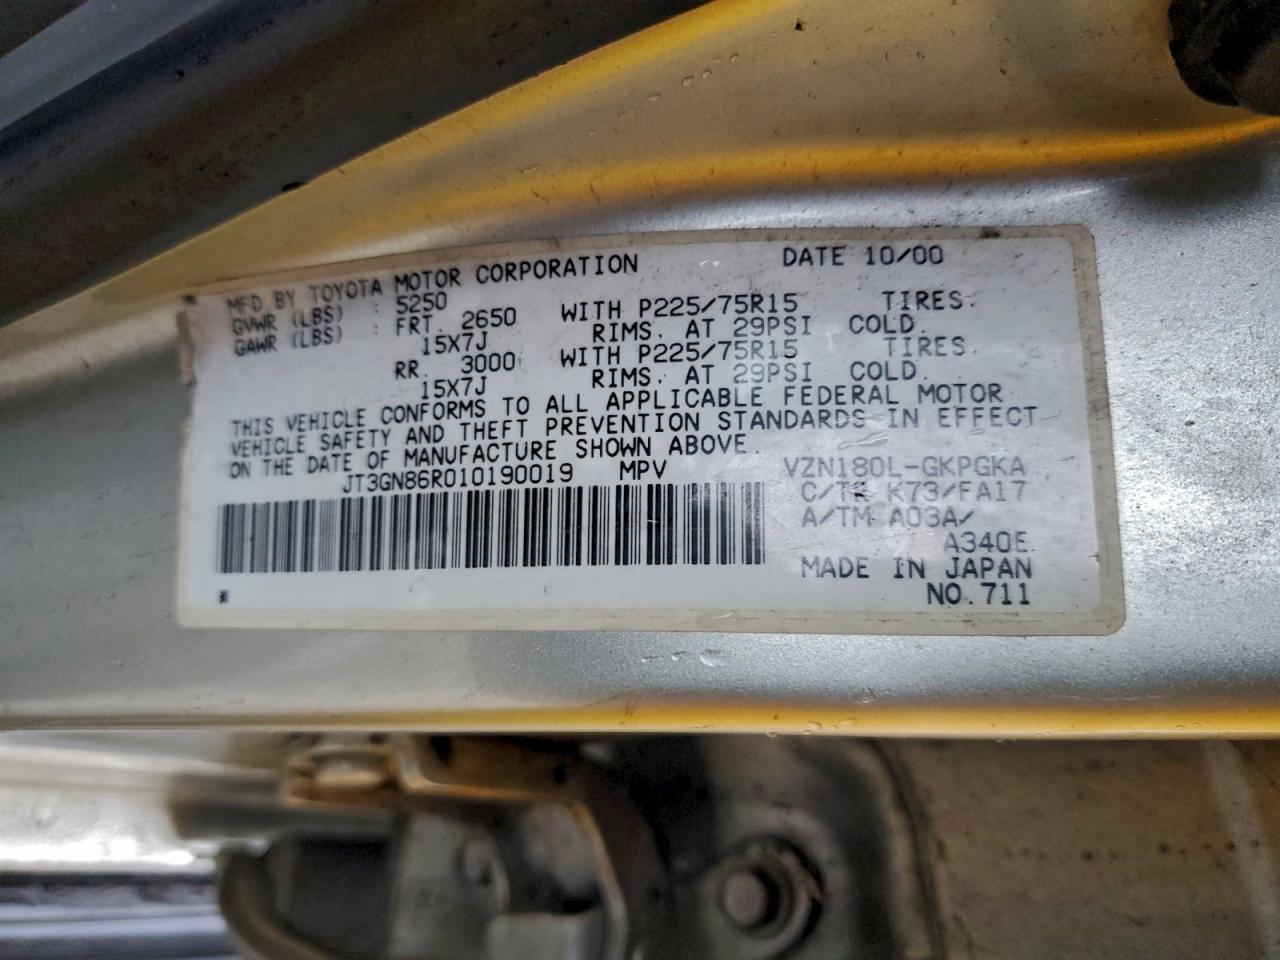 MFD BY TOYOTA MOTOR CORPORATION DATE 10/00
GVWR (LBS) : 5250 WITH P225/75R15 TIRES.
GAWR (LBS) : FRT. 2650 RIMS. AT 29PSI COLD.
15X7J WITH P225/75R15 TIRES.
RR. 3000 RIMS. AT 29PSI COLD.
15X7J
THIS VEHICLE CONFORMS TO ALL APPLICABLE FEDERAL MOTOR
VEHICLE SAFETY AND THEFT PREVENTION STANDARDS IN EFFECT
ON THE DATE OF MANUFACTURE SHOWN ABOVE.
JT3GN86R010190019 MPV VZN180L-GKPGKA
C/TR K73/FA17
A/TM A03A/
A340E
MADE IN JAPAN
* NO.711